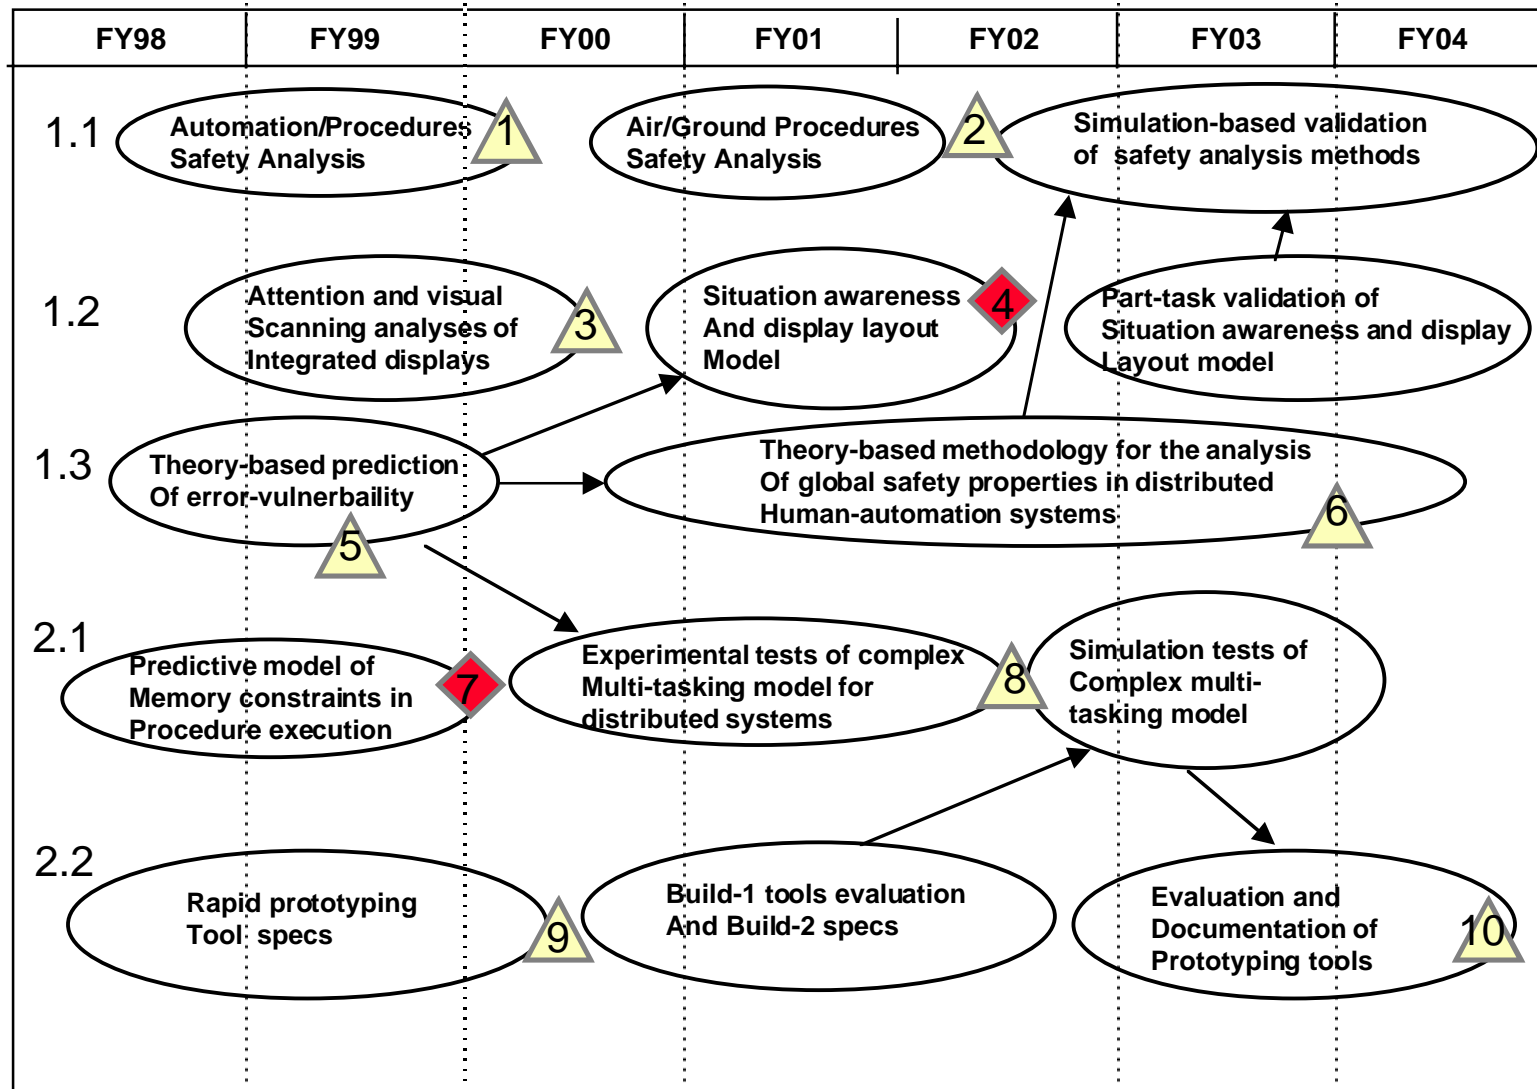 FY98 FY99 FY00 FY01 FY02 FY03 FY04
1.1
Automation/Procedures
Safety Analysis
1
Air/Ground Procedures
Safety Analysis
2
Simulation-based validation
of safety analysis methods
1.2
Attention and visual
Scanning analyses of
Integrated displays
3
Situation awareness
And display layout
Model
4
Part-task validation of
Situation awareness and display
Layout model
1.3
Theory-based prediction
Of error-vulnerbaility
5
Theory-based methodology for the analysis
Of global safety properties in distributed
Human-automation systems
6
2.1
Predictive model of
Memory constraints in
Procedure execution
7
Experimental tests of complex
Multi-tasking model for
distributed systems
8
Simulation tests of
Complex multi-
tasking model
2.2
Rapid prototyping
Tool specs
9
Build-1 tools evaluation
And Build-2 specs
Evaluation and
Documentation of
Prototyping tools
10